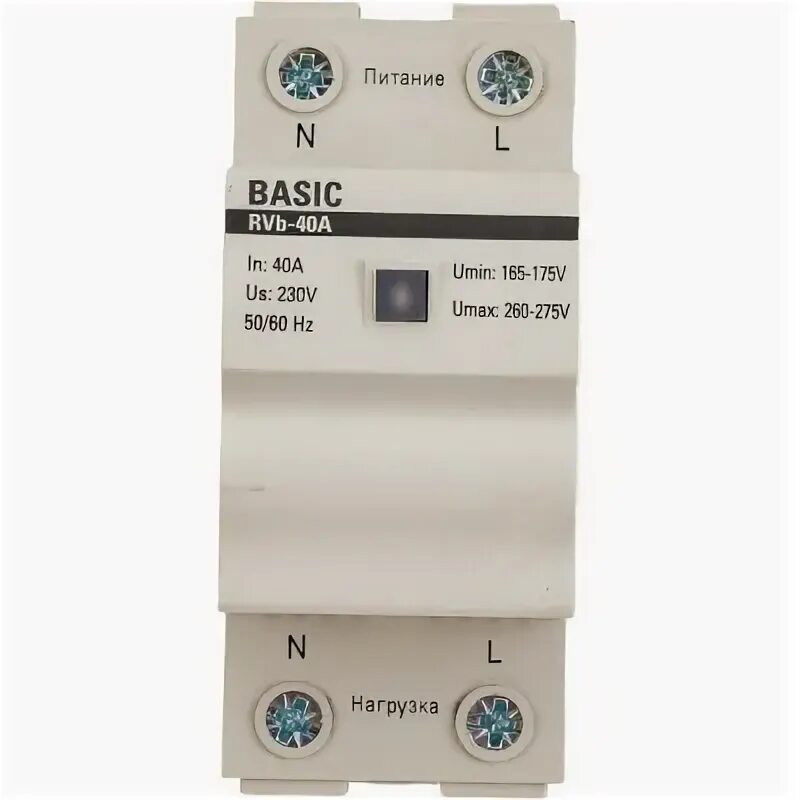 Питание
N L
BASIC
RVb-40A
In: 40A
Us: 230V
50/60 Hz
Umin: 165-175V
Umax: 260-275V
N L
Нагрузка